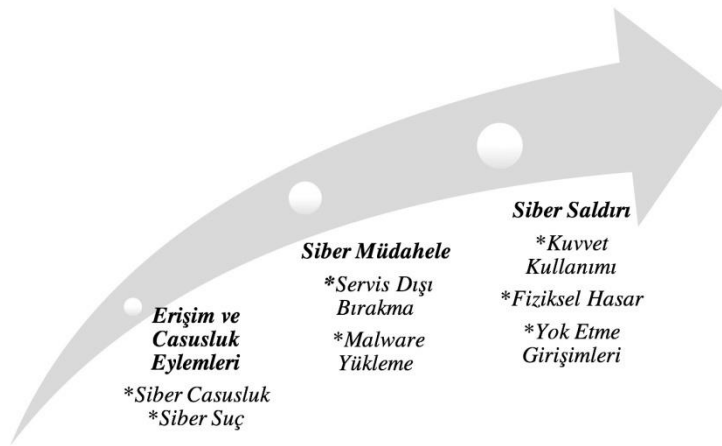 Erişim ve
Casusluk
Eylemleri
*Siber Casusluk
*Siber Suç
Siber Müdahele
*Servis Dışı
Bırakma
*Malware
Yükleme
Siber Saldırı
*Kuvvet
Kullanımı
*Fiziksel Hasar
*Yok Etme
Girişimleri